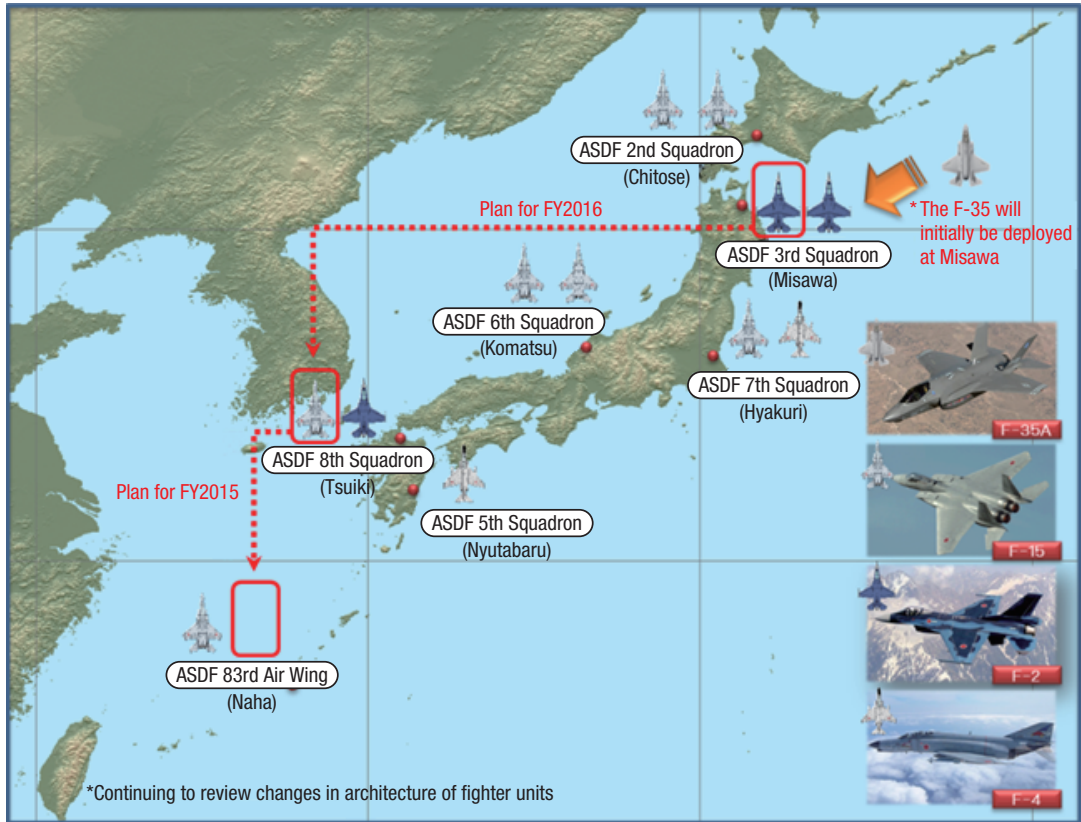 ASDF 2nd Squadron
(Chitose)
Plan for FY2016
* The F-35 will
initially be deployed
at Misawa
ASDF 3rd Squadron
(Misawa)
ASDF 6th Squadron
(Komatsu)
ASDF 7th Squadron
(Hyakuri)
F-35A
ASDF 8th Squadron
(Tsuiki)
Plan for FY2015
ASDF 5th Squadron
(Nyutabaru)
F-15
ASDF 83rd Air Wing
(Naha)
F-2
F-4
*Continuing to review changes in architecture of fighter units